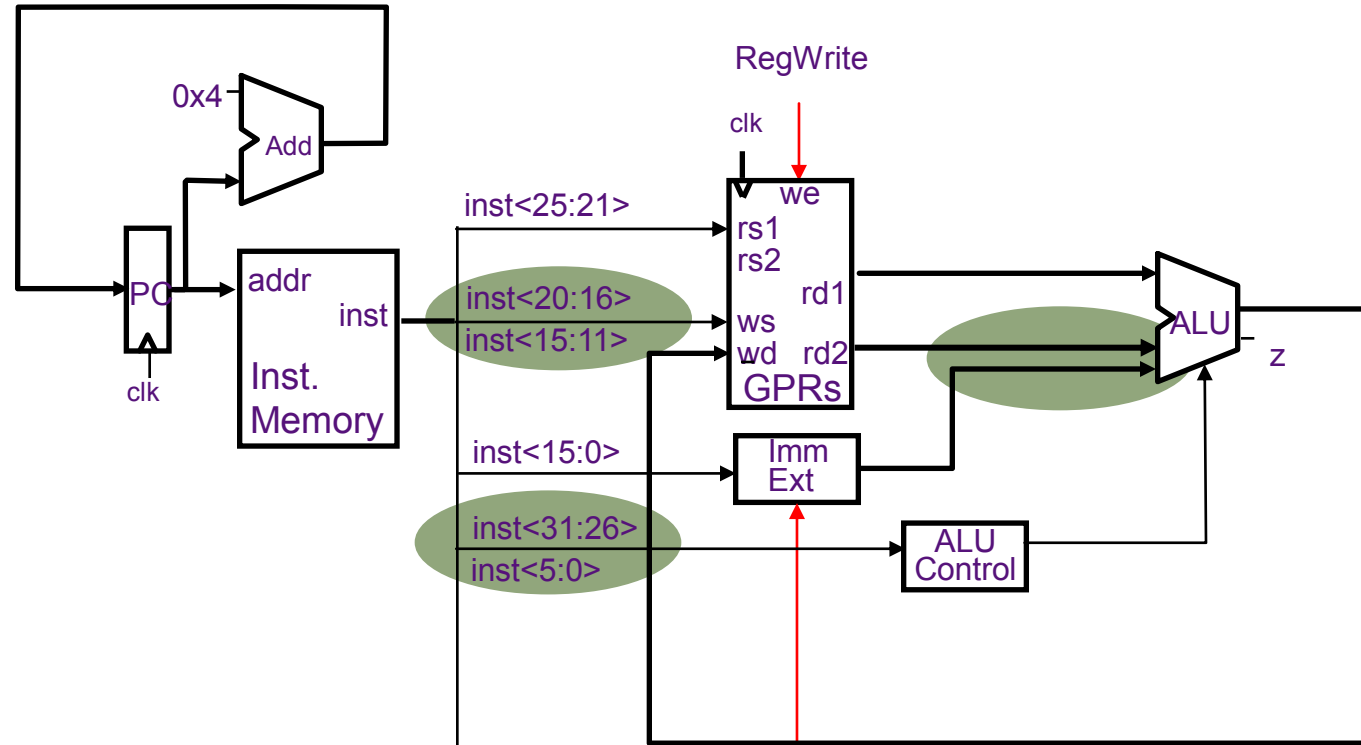 RegWrite
0x4
Add
clk
we
inst<25:21>
rs1
rs2
PC
addr
inst
inst<20:16>
rd1
ws
ALU
inst<15:11>
wd
rd2
z
clk
Inst.
Memory
GPRs
inst<15:0>
Imm
Ext
inst<31:26>
ALU
Control
inst<5:0>